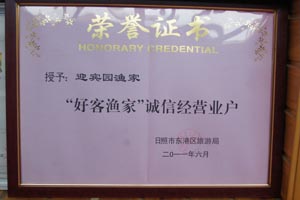 荣誉证书
HONORARY CREDENTIAL
授予：迎宾园渔家
“好客渔家”诚信经营业户
日照市东港区旅游局
二〇一一年六月